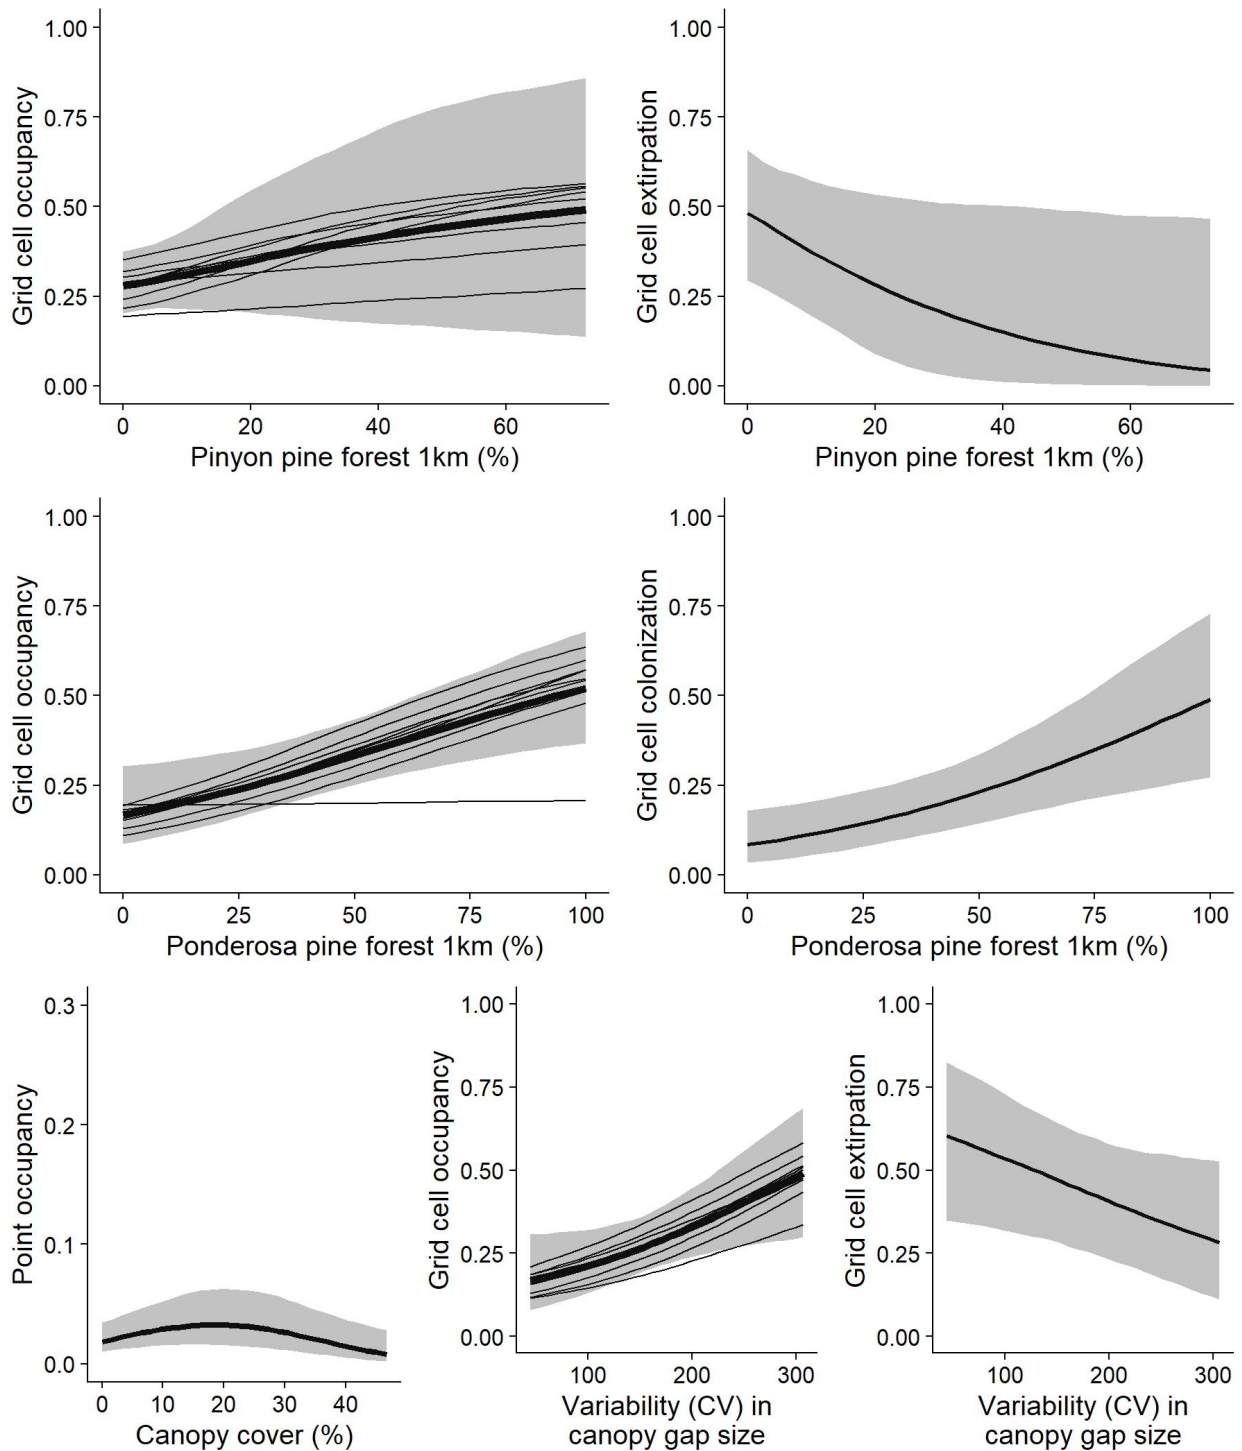 1.00
0.75
0.50
0.25
0.00
Grid cell occupancy
0 20 40 60
Pinyon pine forest 1km (%)
1.00
0.75
0.50
0.25
0.00
Grid cell extirpation
0 20 40 60
Pinyon pine forest 1km (%)
1.00
0.75
0.50
0.25
0.00
Grid cell occupancy
0 25 50 75 100
Ponderosa pine forest 1km (%)
1.00
0.75
0.50
0.25
0.00
Grid cell colonization
0 25 50 75 100
Ponderosa pine forest 1km (%)
0.3
0.2
0.1
0.0
Point occupancy
0 10 20 30 40
Canopy cover (%)
1.00
0.75
0.50
0.25
0.00
Grid cell occupancy
100 200 300
Variability (CV) in
canopy gap size
1.00
0.75
0.50
0.25
0.00
Grid cell extirpation
100 200 300
Variability (CV) in
canopy gap size